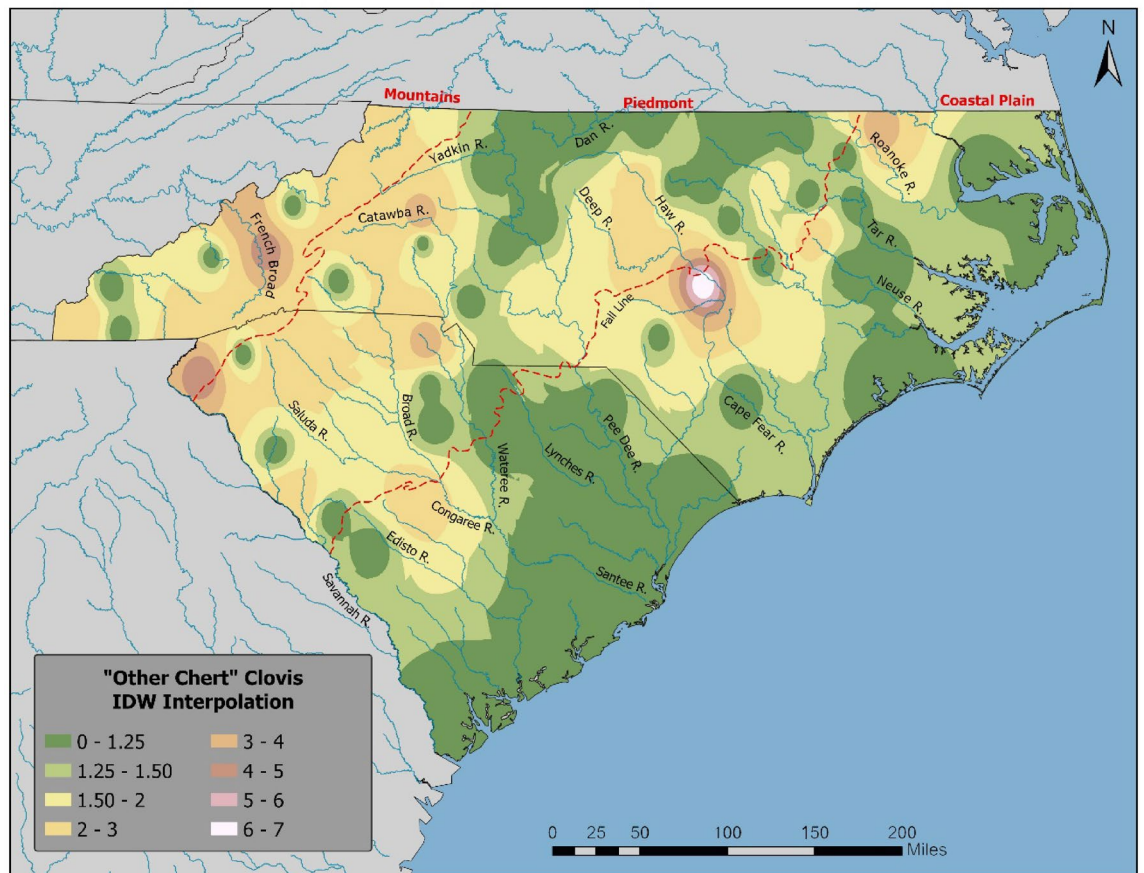 N
Mountains
Piedmont
Coastal Plain
Yadkin R.
Dan R.
Roanoke R.
French Broad
Catawba R.
Deep R.
Haw R.
Tar R.
Neuse R.
Fall Line
Saluda R.
Broad R.
Wateree R.
Lynches R.
Pee Dee R.
Cape Fear R.
Congaree R.
Edisto R.
Santee R.
Savannah R.
"Other Chert" Clovis
IDW Interpolation
0 - 1.25
1.25 - 1.50
1.50 - 2
2 - 3
3 - 4
4 - 5
5 - 6
6 - 7
0 25 50 100 150 200
Miles